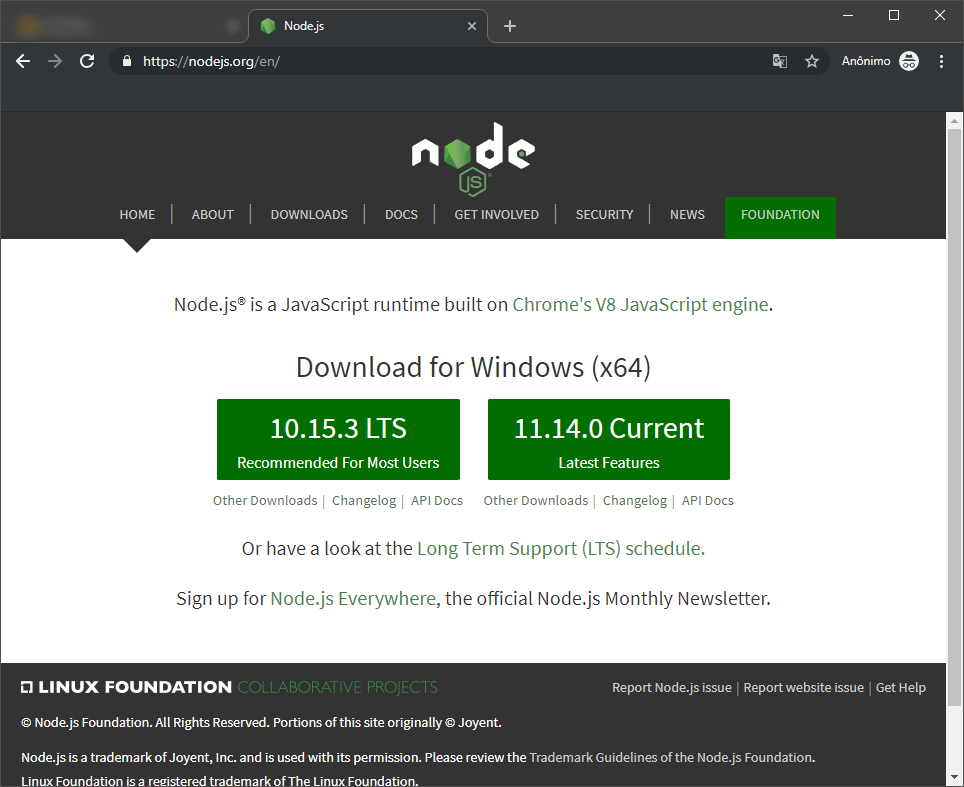 Node.js
https://nodejs.org/en/
Anônimo
node
JS
HOME | ABOUT | DOWNLOADS | DOCS | GET INVOLVED | SECURITY | NEWS FOUNDATION
Node.js® is a JavaScript runtime built on Chrome's V8 JavaScript engine.
Download for Windows (x64)
10.15.3 LTS
Recommended For Most Users
11.14.0 Current
Latest Features
Other Downloads | Changelog | API Docs
Other Downloads | Changelog | API Docs
Or have a look at the Long Term Support (LTS) schedule.
Sign up for Node.js Everywhere, the official Node.js Monthly Newsletter.
LINUX FOUNDATION COLLABORATIVE PROJECTS
Report Node.js issue | Report website issue | Get Help
© Node.js Foundation. All Rights Reserved. Portions of this site originally © Joyent.
Node.js is a trademark of Joyent, Inc. and is used with its permission. Please review the Trademark Guidelines of the Node.js Foundation.
Linux Foundation is a registered trademark of The Linux Foundation.